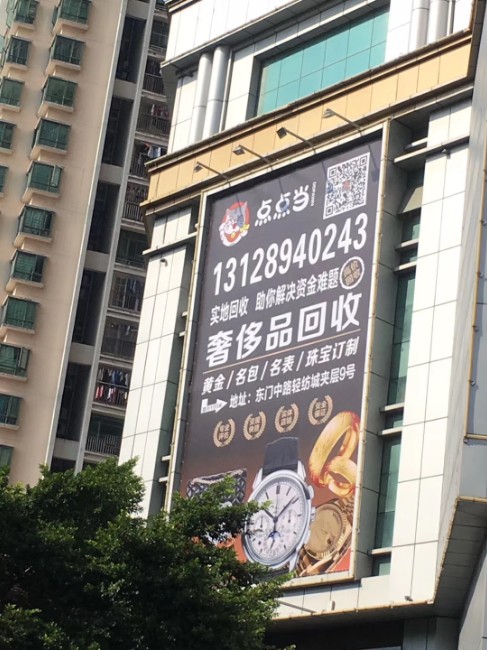 点点当
13128940243
实地回收 助你解决资金难题
奢侈品回收
黄金/名包/名表/珠宝订制
地址：东门中路轻纺城夹层9号